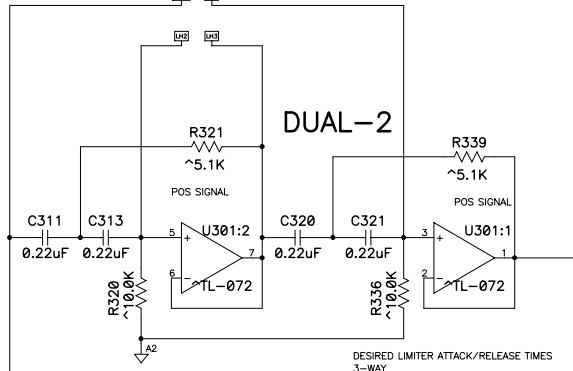 LH2 LH3
DUAL-2
R321
^5.1K
R339
^5.1K
POS SIGNAL
POS SIGNAL
C311 C313
0.22uF 0.22uF
5
6
7
U301:2
^TL-072
C320 C321
0.22uF 0.22uF
3
2
1
U301:1
^TL-072
R320
^10.0K
R336
^10.0K
A2
DESIRED LIMITER ATTACK/RELEASE TIMES
3-WAY